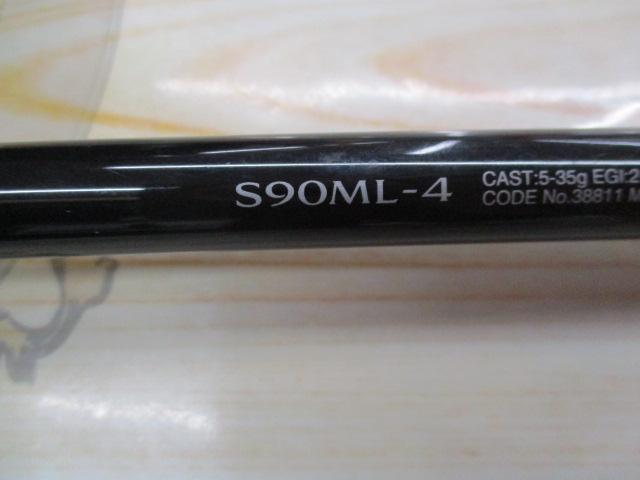 S90ML-4
CAST:5-35g EGI:2
CODE No.38811 M